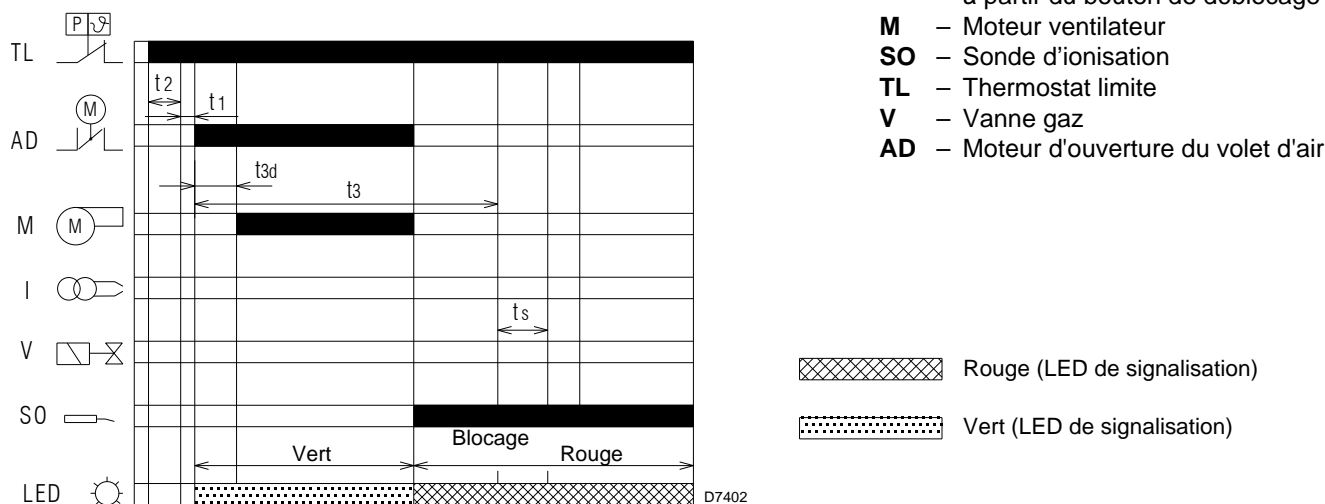 à partir du bouton de déblocage
M – Moteur ventilateur
SO – Sonde d'ionisation
TL – Thermostat limite
V – Vanne gaz
AD – Moteur d'ouverture du volet d'air
P ϑ
TL
t2
t1
M
AD
t3d
t3
M
M
I
ts
V
SO
Blocage
Vert
Rouge
LED
D7402
Rouge (LED de signalisation)
Vert (LED de signalisation)